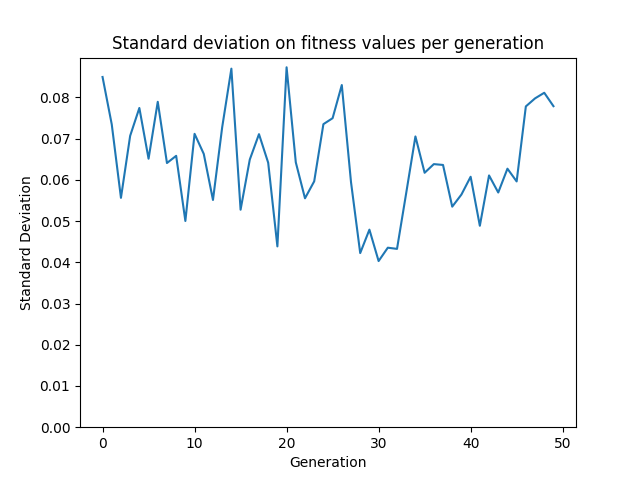 Standard deviation on fitness values per generation
0.08
0.07
0.06
0.05
0.04
0.03
0.02
0.01
0.00
Standard Deviation
0 10 20 30 40 50
Generation